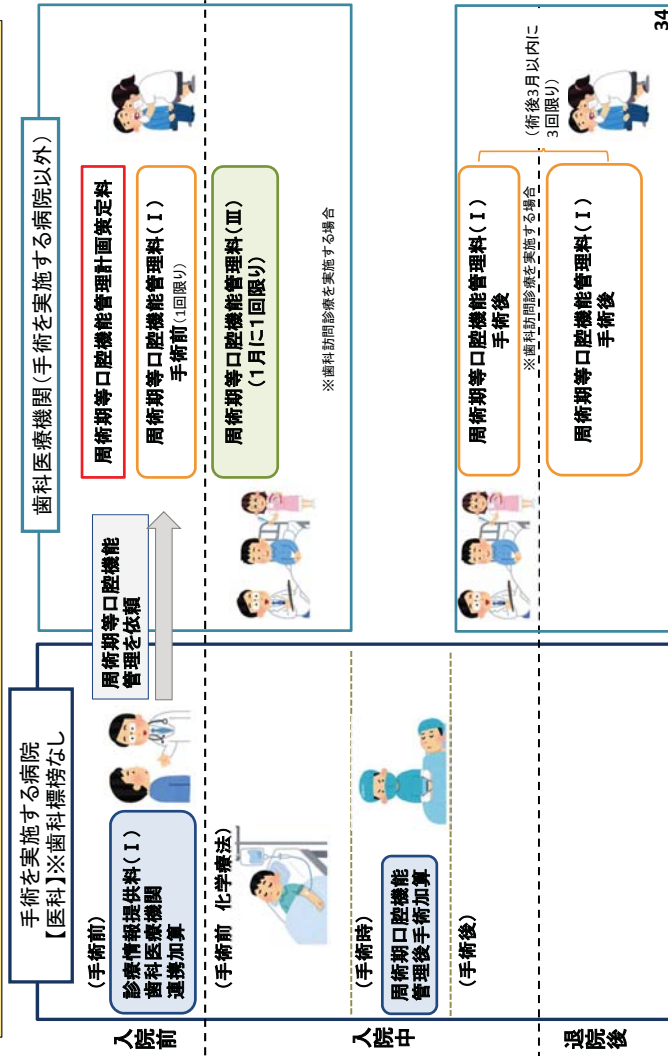 手術を実施する病院
【医科】※歯科標榜なし
歯科医療機関(手術を実施する病院以外)
入院前
(手術前)
診療情報提供料(Ⅰ)
歯科医療機関
連携加算
周術期等口腔機能
管理を依頼
周術期等口腔機能管理計画策定料
周術期等口腔機能管理料(Ⅰ)
手術前(1回限り)
入院中
(手術前 化学療法)
周術期等口腔機能管理料(Ⅲ)
(1月に1回限り)
※歯科訪問診療を実施する場合
(手術時)
周術期口腔機能
管理後手術加算
(手術後)
周術期等口腔機能管理料(Ⅰ)
手術後
※歯科訪問診療を実施する場合
(術後3月以内に
3回限り)
退院後
周術期等口腔機能管理料(Ⅰ)
手術後
34